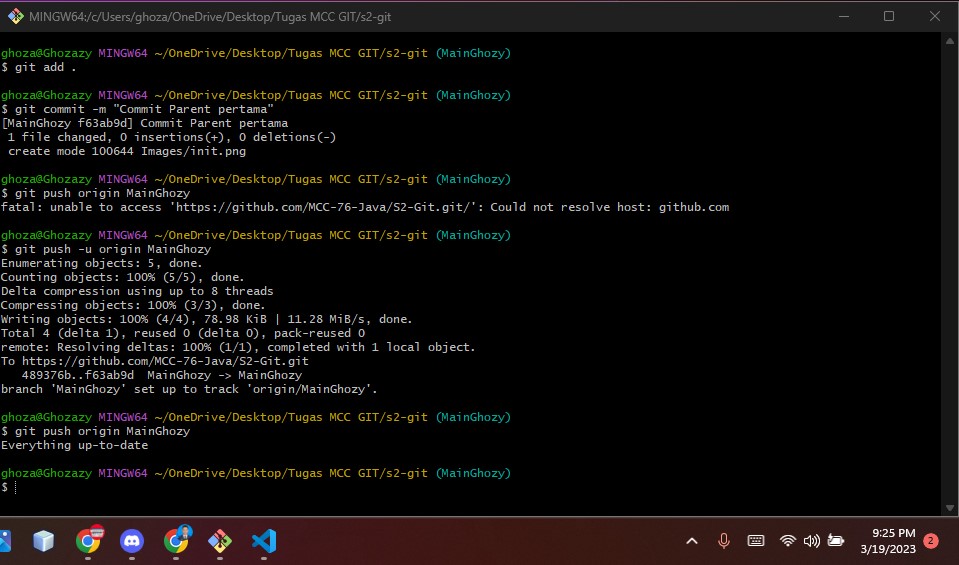 MINGW64:/c/Users/ghoza/OneDrive/Desktop/Tugas MCC GIT/s2-git
ghoza@Ghozazy MINGW64 ~/OneDrive/Desktop/Tugas MCC GIT/s2-git (MainGhozy)
$ git add .
ghoza@Ghozazy MINGW64 ~/OneDrive/Desktop/Tugas MCC GIT/s2-git (MainGhozy)
$ git commit -m "Commit Parent pertama"
[MainGhozy f63ab9d] Commit Parent pertama
1 file changed, 0 insertions(+), 0 deletions(-)
create mode 100644 Images/init.png
ghoza@Ghozazy MINGW64 ~/OneDrive/Desktop/Tugas MCC GIT/s2-git (MainGhozy)
$ git push origin MainGhozy
fatal: unable to access 'https://github.com/MCC-76-Java/S2-Git.git/': Could not resolve host: github.com
ghoza@Ghozazy MINGW64 ~/OneDrive/Desktop/Tugas MCC GIT/s2-git (MainGhozy)
$ git push -u origin MainGhozy
Enumerating objects: 5, done.
Counting objects: 100% (5/5), done.
Delta compression using up to 8 threads
Compressing objects: 100% (3/3), done.
Writing objects: 100% (4/4), 78.98 KiB | 11.28 MiB/s, done.
Total 4 (delta 1), reused 0 (delta 0), pack-reused 0
remote: Resolving deltas: 100% (1/1), completed with 1 local object.
To https://github.com/MCC-76-Java/S2-Git.git
489376b..f63ab9d  MainGhozy -> MainGhozy
branch 'MainGhozy' set up to track 'origin/MainGhozy'.
ghoza@Ghozazy MINGW64 ~/OneDrive/Desktop/Tugas MCC GIT/s2-git (MainGhozy)
$ git push origin MainGhozy
Everything up-to-date
ghoza@Ghozazy MINGW64 ~/OneDrive/Desktop/Tugas MCC GIT/s2-git (MainGhozy)
$
9:25 PM
3/19/2023
2